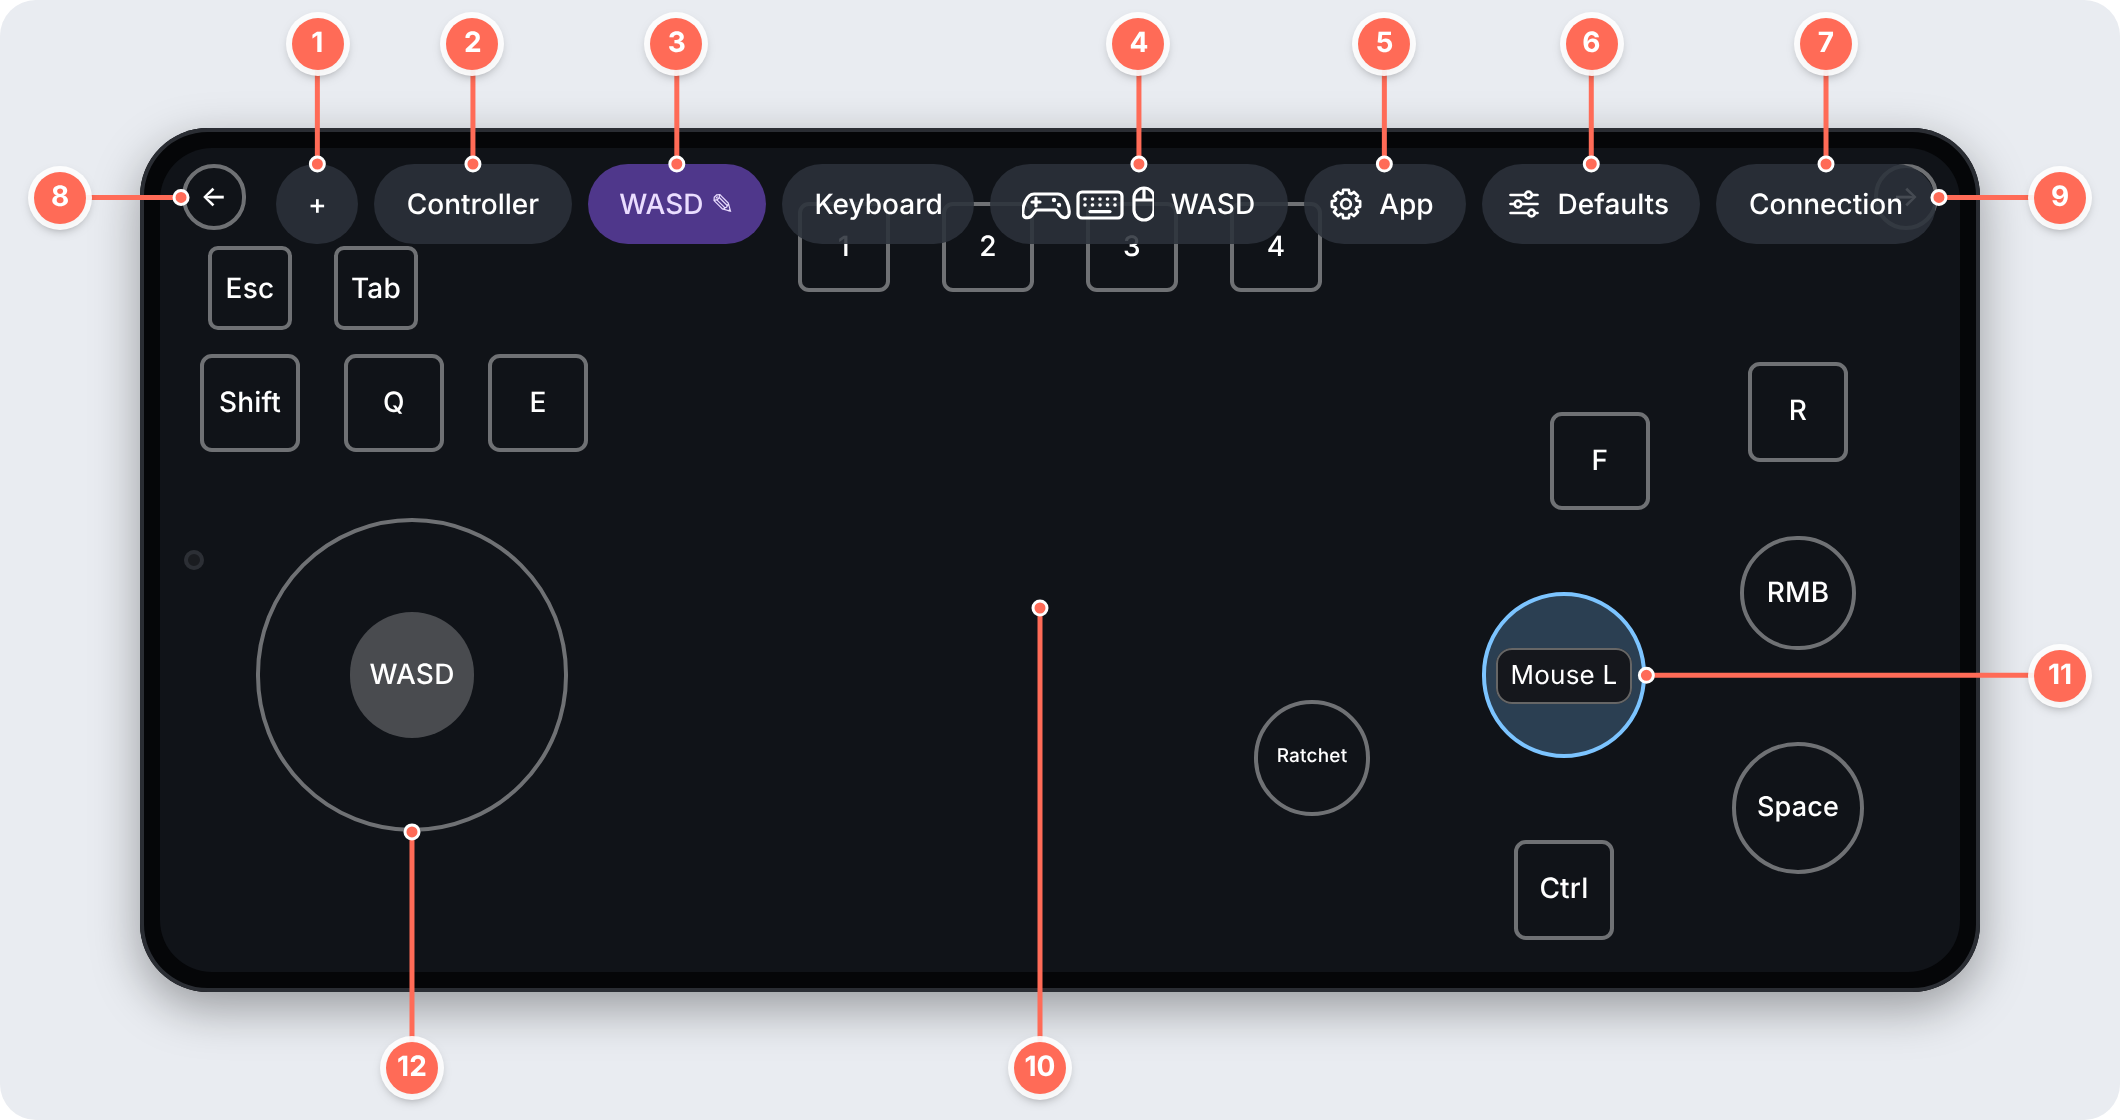 1
2
3
4
5
6
7
8
+
Controller
WASD ✎
Keyboard
WASD
App
Defaults
Connection
9
1
2
3
4
Esc
Tab
Shift
Q
E
R
F
RMB
WASD
Mouse L
11
Ratchet
Space
Ctrl
12
10